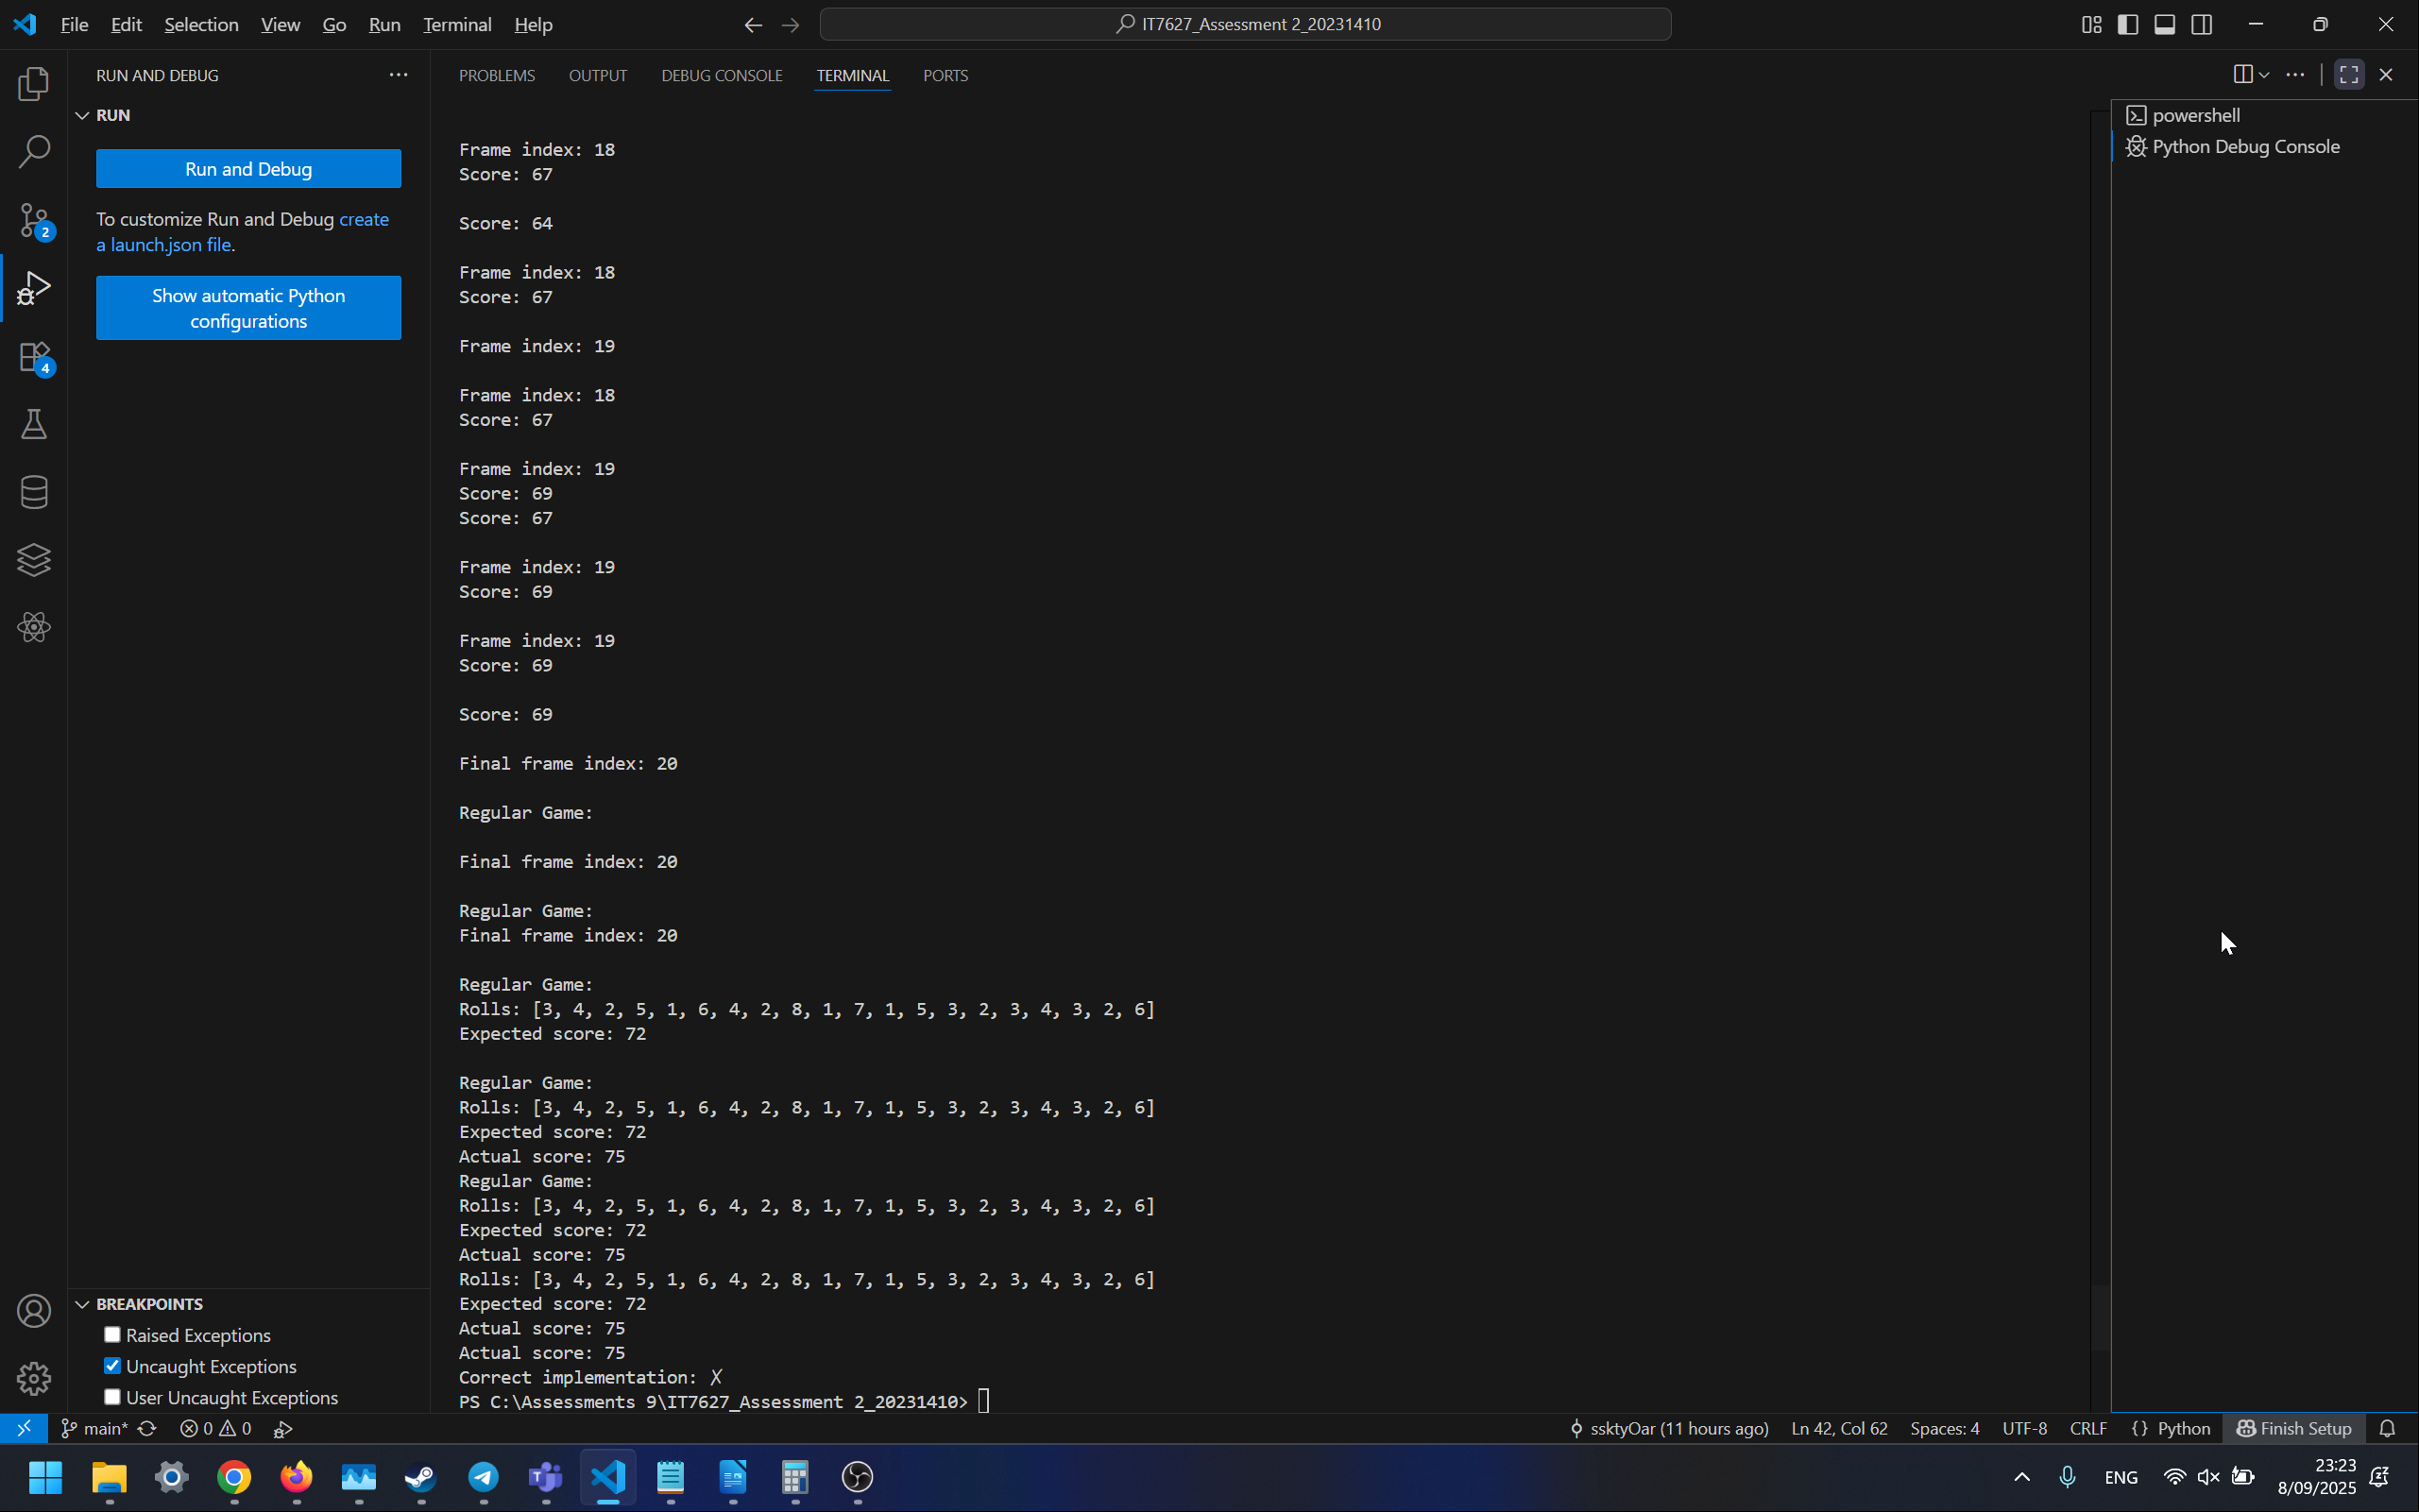 File Edit Selection View Go Run Terminal Help
IT7627_Assessment 2_20231410
RUN AND DEBUG
RUN
Run and Debug
To customize Run and Debug create
a launch.json file.
Show automatic Python
configurations
2
4
BREAKPOINTS
Raised Exceptions
Uncaught Exceptions
User Uncaught Exceptions
PROBLEMS OUTPUT DEBUG CONSOLE TERMINAL PORTS
Frame index: 18
Score: 67
Score: 64
Frame index: 18
Score: 67
Frame index: 19
Frame index: 18
Score: 67
Frame index: 19
Score: 69
Score: 67
Frame index: 19
Score: 69
Frame index: 19
Score: 69
Score: 69
Final frame index: 20
Regular Game:
Final frame index: 20
Regular Game:
Final frame index: 20
Regular Game:
Rolls: [3, 4, 2, 5, 1, 6, 4, 2, 8, 1, 7, 1, 5, 3, 2, 3, 4, 3, 2, 6]
Expected score: 72
Regular Game:
Rolls: [3, 4, 2, 5, 1, 6, 4, 2, 8, 1, 7, 1, 5, 3, 2, 3, 4, 3, 2, 6]
Expected score: 72
Actual score: 75
Regular Game:
Rolls: [3, 4, 2, 5, 1, 6, 4, 2, 8, 1, 7, 1, 5, 3, 2, 3, 4, 3, 2, 6]
Expected score: 72
Actual score: 75
Rolls: [3, 4, 2, 5, 1, 6, 4, 2, 8, 1, 7, 1, 5, 3, 2, 3, 4, 3, 2, 6]
Expected score: 72
Actual score: 75
Actual score: 75
Correct implementation: ✗
PS C:\Assessments 9\IT7627_Assessment 2_20231410>
powershell
Python Debug Console
main* 0 0 ssktyOar (11 hours ago) Ln 42, Col 62 Spaces: 4 UTF-8 CRLF {} Python Finish Setup
ENG
23:23
8/09/2025